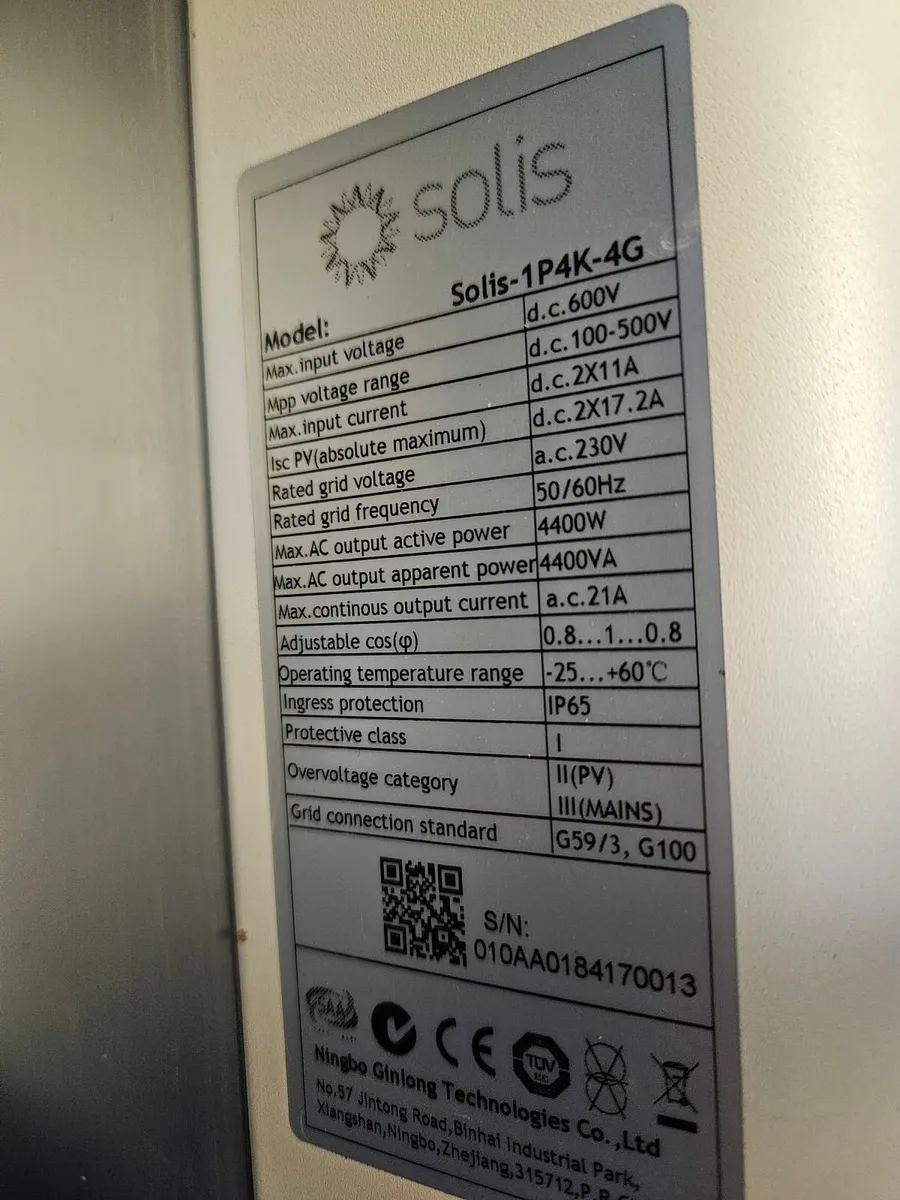 solis
Model: Solis-1P4K-4G
Max.input voltage d.c.600V
Mpp voltage range d.c.100-500V
Max.input current d.c.2X11A
Isc PV(absolute maximum) d.c.2X17.2A
Rated grid voltage a.c.230V
Rated grid frequency 50/60Hz
Max.AC output active power 4400W
Max.AC output apparent power 4400VA
Max.continous output current a.c.21A
Adjustable cos(φ) 0.8...1...0.8
Operating temperature range -25...+60℃
Ingress protection IP65
Protective class I
Overvoltage category II(PV)
III(MAINS)
Grid connection standard G59/3, G100
S/N:
010AA0184170013
SAA CE TÜV
Ningbo Ginlong Technologies Co.,Ltd
No.57 Jintong Road,Binhai Industrial Park,
Xiangshan,Ningbo,Zhejiang,315712,P.R.